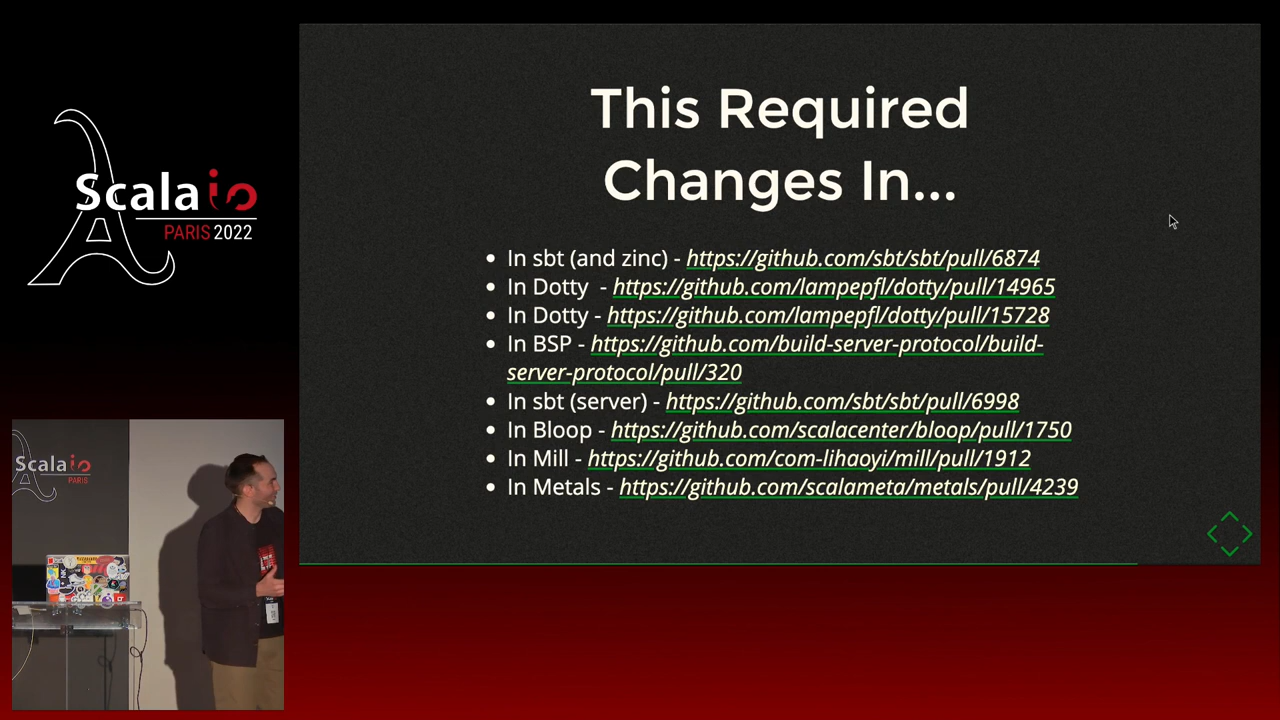 Scalaio
PARIS 2022
This Required
Changes In...
In sbt (and zinc) - https://github.com/sbt/sbt/pull/6874
In Dotty - https://github.com/lampepfl/dotty/pull/14965
In Dotty - https://github.com/lampepfl/dotty/pull/15728
In BSP - https://github.com/build-server-protocol/build-
server-protocol/pull/320
In sbt (server) - https://github.com/sbt/sbt/pull/6998
In Bloop - https://github.com/scalacenter/bloop/pull/1750
In Mill - https://github.com/com-lihaoyi/mill/pull/1912
In Metals - https://github.com/scalameta/metals/pull/4239
Scalaio
PARIS